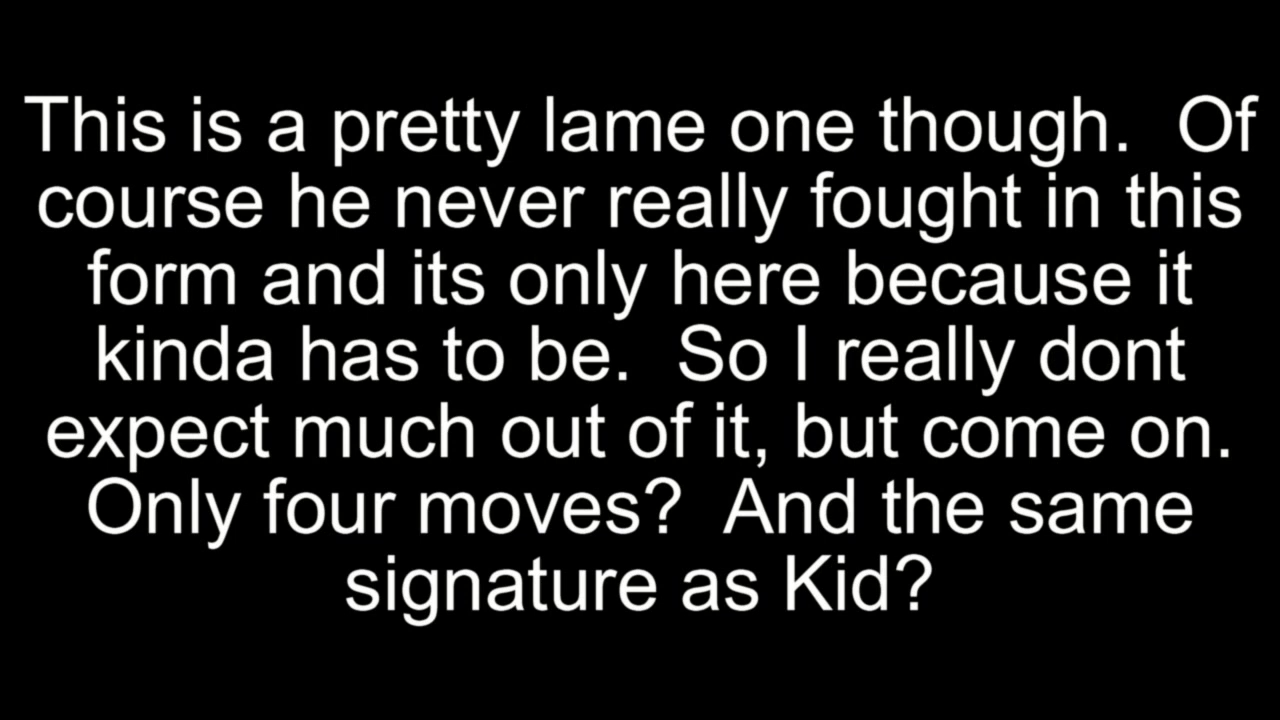 This is a pretty lame one though.  Of
course he never really fought in this
form and its only here because it
kinda has to be.  So I really dont
expect much out of it, but come on.
Only four moves?  And the same
signature as Kid?